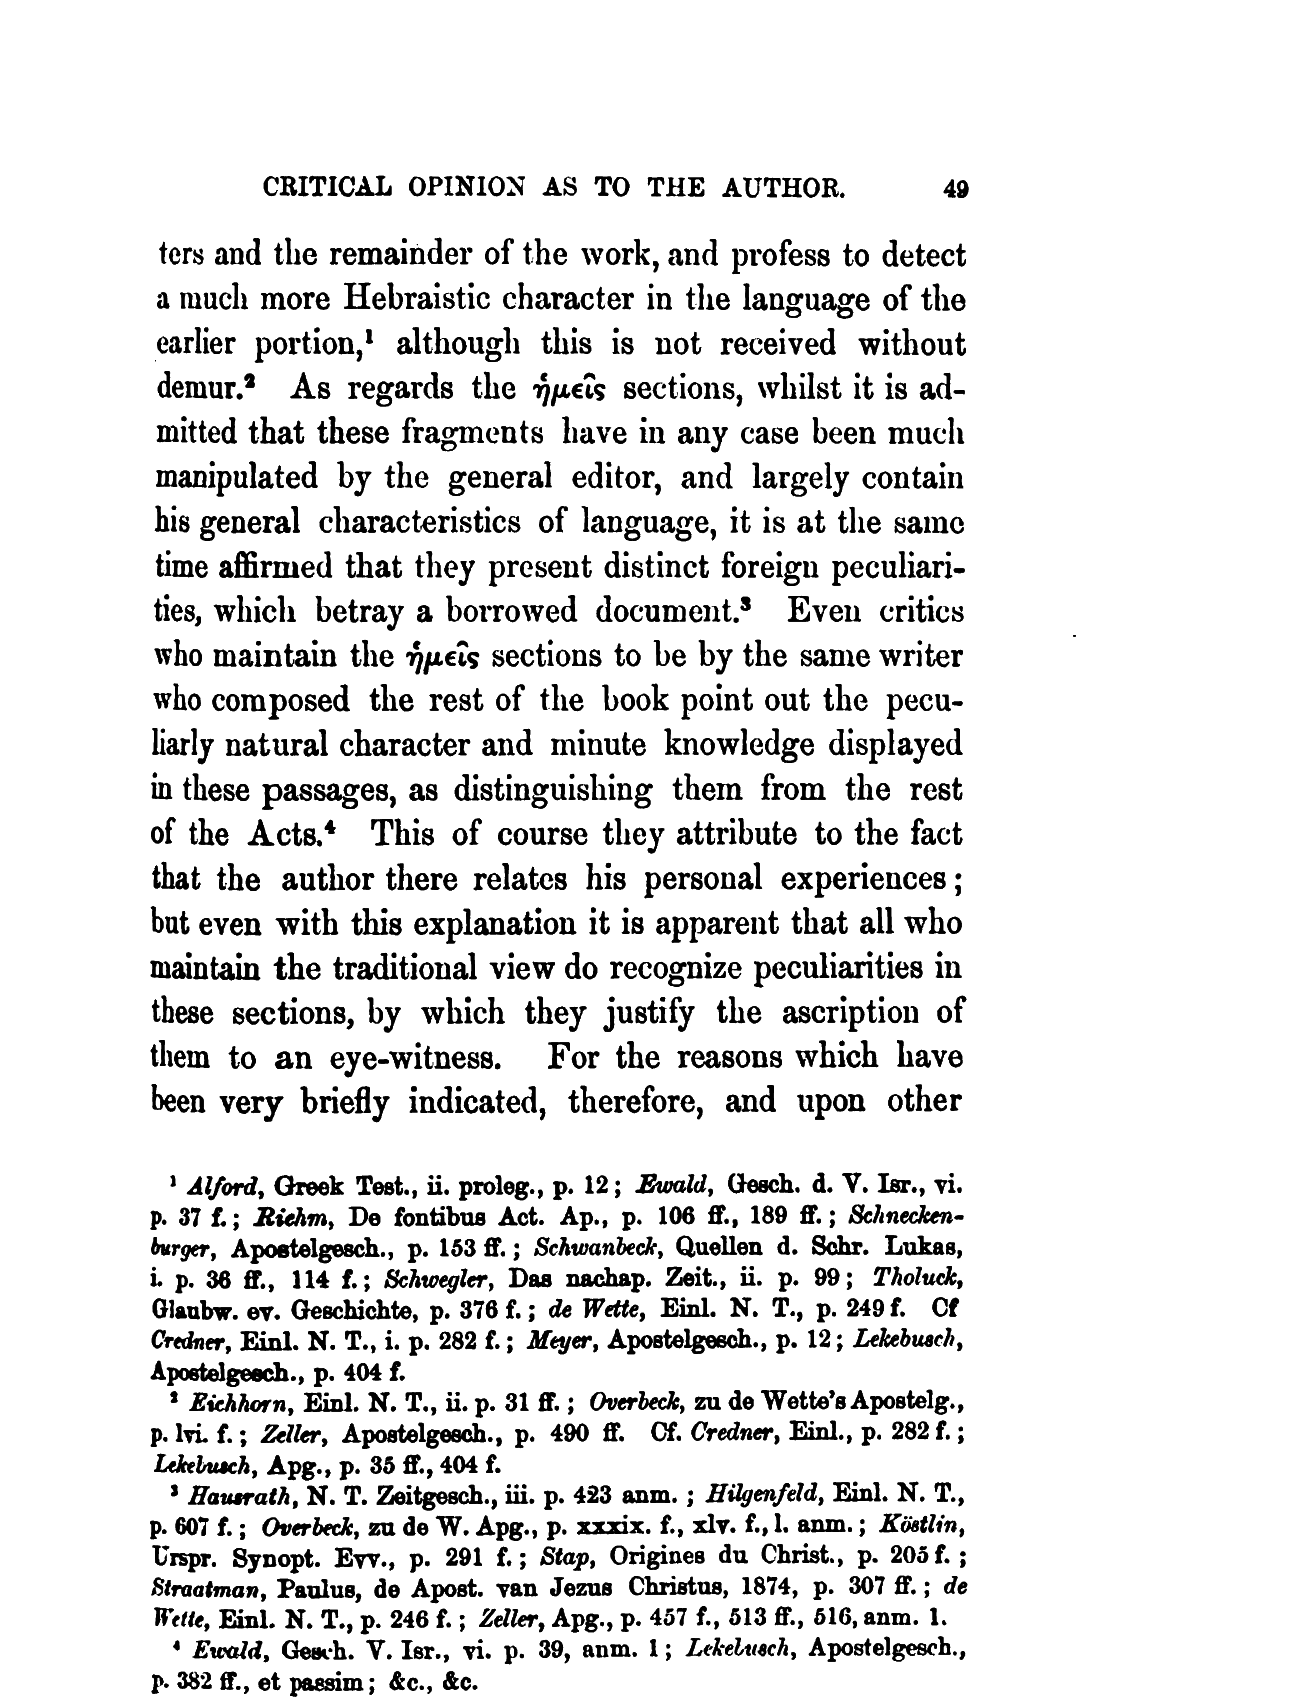 CRITICAL OPINION AS TO THE AUTHOR. 49
ters and the remainder of the work, and profess to detect
a much more Hebraistic character in the language of the
earlier portion,¹ although this is not received without
demur.² As regards the ἡμεῖς sections, whilst it is ad-
mitted that these fragments have in any case been much
manipulated by the general editor, and largely contain
his general characteristics of language, it is at the same
time affirmed that they present distinct foreign peculiari-
ties, which betray a borrowed document.³ Even critics
who maintain the ἡμεῖς sections to be by the same writer
who composed the rest of the book point out the pecu-
liarly natural character and minute knowledge displayed
in these passages, as distinguishing them from the rest
of the Acts.⁴ This of course they attribute to the fact
that the author there relates his personal experiences;
but even with this explanation it is apparent that all who
maintain the traditional view do recognize peculiarities in
these sections, by which they justify the ascription of
them to an eye-witness. For the reasons which have
been very briefly indicated, therefore, and upon other
¹ Alford, Greek Test., ii. proleg., p. 12; Ewald, Gesch. d. V. Isr., vi.
p. 37 f.; Riehm, De fontibus Act. Ap., p. 106 ff., 189 ff.; Schnecken-
burger, Apostelgesch., p. 153 ff.; Schwanbeck, Quellen d. Schr. Lukas,
i. p. 36 ff., 114 f.; Schwegler, Das nachap. Zeit., ii. p. 99; Tholuck,
Glaubw. ev. Geschichte, p. 376 f.; de Wette, Einl. N. T., p. 249 f. Cf
Credner, Einl. N. T., i. p. 282 f.; Meyer, Apostelgesch., p. 12; Lekebusch,
Apostelgesch., p. 404 f.
² Eichhorn, Einl. N. T., ii. p. 31 ff.; Overbeck, zu de Wette's Apostelg.,
p. lvi. f.; Zeller, Apostelgesch., p. 490 ff. Cf. Credner, Einl., p. 282 f.;
Lekebusch, Apg., p. 35 ff., 404 f.
³ Hausrath, N. T. Zeitgesch., iii. p. 423 anm.; Hilgenfeld, Einl. N. T.,
p. 607 f.; Overbeck, zu de W. Apg., p. xxxix. f., xlv. f., l. anm.; Köstlin,
Urspr. Synopt. Evv., p. 291 f.; Stap, Origines du Christ., p. 205 f.;
Straatman, Paulus, de Apost. van Jezus Christus, 1874, p. 307 ff.; de
Wette, Einl. N. T., p. 246 f.; Zeller, Apg., p. 457 f., 513 ff., 516, anm. 1.
⁴ Ewald, Gesch. V. Isr., vi. p. 39, anm. 1; Lekebusch, Apostelgesch.,
p. 382 ff., et passim; &c., &c.